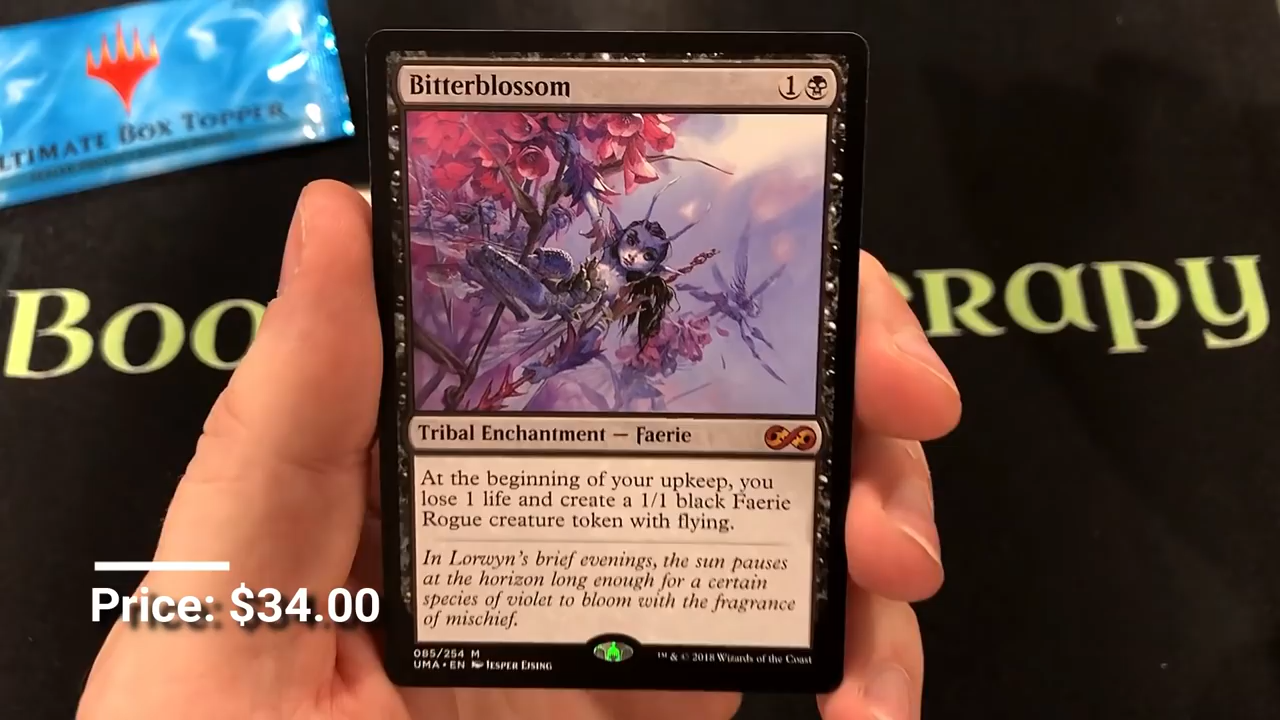 LTIMATE BOX TOPPER
Bitterblossom 1
Boo
erapy
Tribal Enchantment — Faerie
At the beginning of your upkeep, you
lose 1 life and create a 1/1 black Faerie
Rogue creature token with flying.
In Lorwyn's brief evenings, the sun pauses
at the horizon long enough for a certain
species of violet to bloom with the fragrance
of mischief.
Price: $34.00
085/254 M
UMA • EN Jesper Ejsing
™ & © 2018 Wizards of the Coast